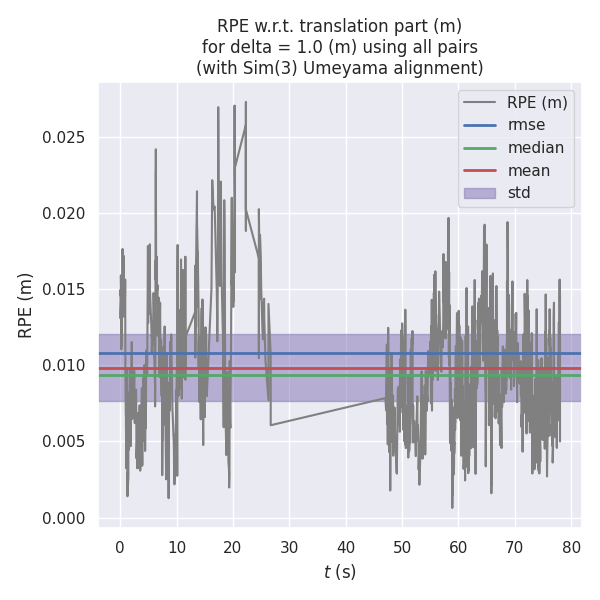 RPE w.r.t. translation part (m)
for delta = 1.0 (m) using all pairs
(with Sim(3) Umeyama alignment)
RPE (m)
rmse
median
mean
std
0.025
0.020
0.015
0.010
0.005
0.000
RPE (m)
0 10 20 30 40 50 60 70 80
t (s)